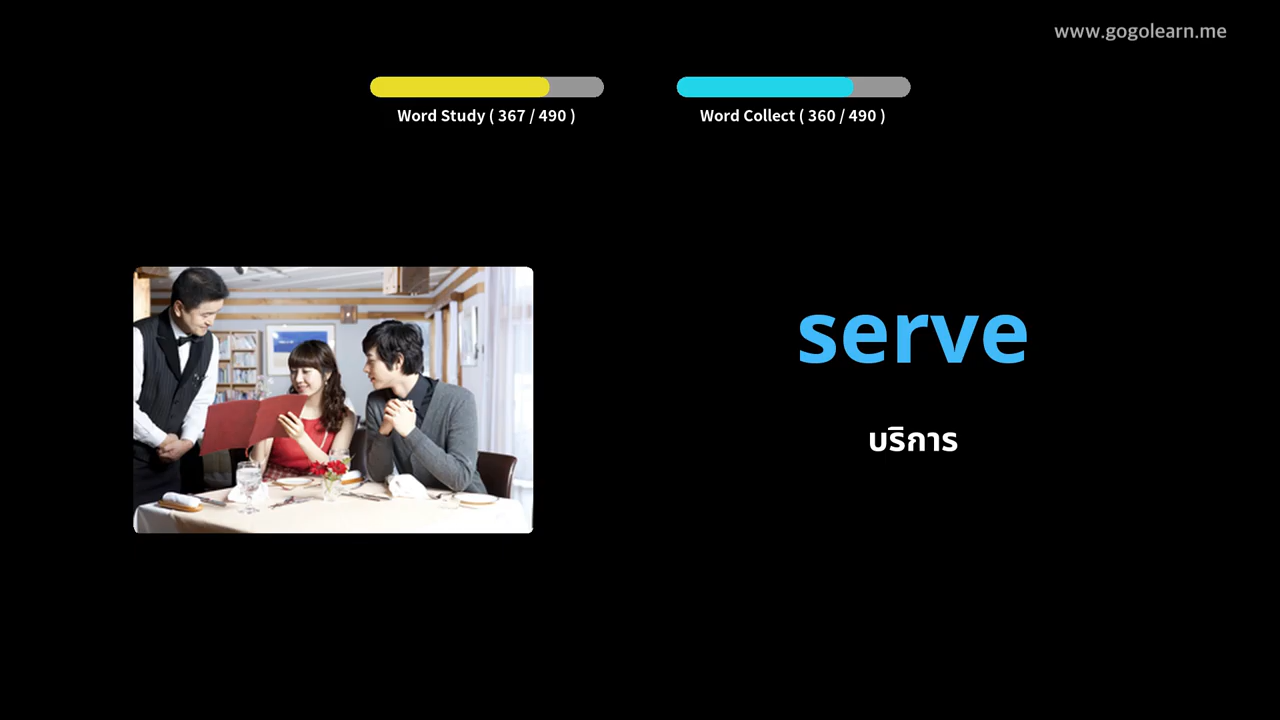 www.gogolearn.me
Word Study ( 367 / 490 )
Word Collect ( 360 / 490 )
serve
บริการ